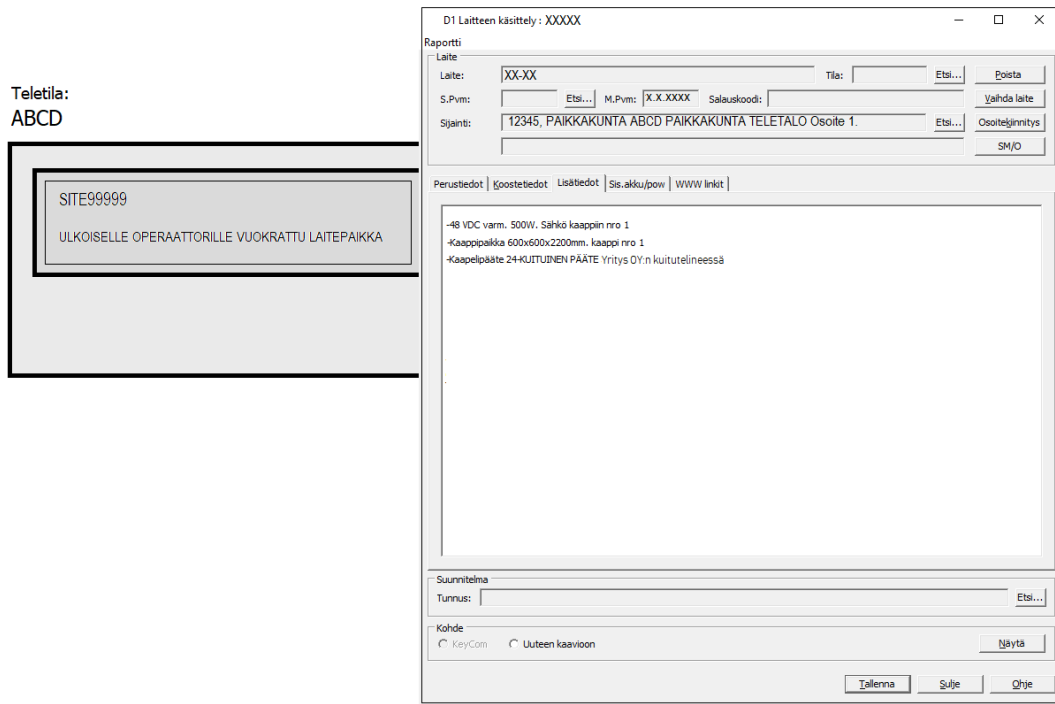 Teletila:
ABCD
SITE99999
ULKOISELLE OPERAATTORILLE VUOKRATTU LAITEPAIKKA
D1 Laitteen käsittely : XXXXX
Raportti
Laite
Laite: XX-XX Tila: Etsi... Poista
S.Pvm: Etsi... M.Pvm: X.X.XXXX Salauskoodi: Vaihda laite
Sijainti: 12345, PAIKKAKUNTA ABCD PAIKKAKUNTA TELETALO Osoite 1. Etsi... Osoitekiinnitys
SM/O
Perustiedot Koostetiedot Lisätiedot Sis.akku/pow WWW linkit
-48 VDC varm. 500W. Sähkö kaappiin nro 1
-Kaappipaikka 600x600x2200mm. kaappi nro 1
-Kaapelipääte 24-KUITUINEN PÄÄTE Yritys OY:n kuitutelineessä
Suunnitelma
Tunnus: Etsi...
Kohde
KeyCom Uuteen kaavioon Näytä
Tallenna Sulje Ohje